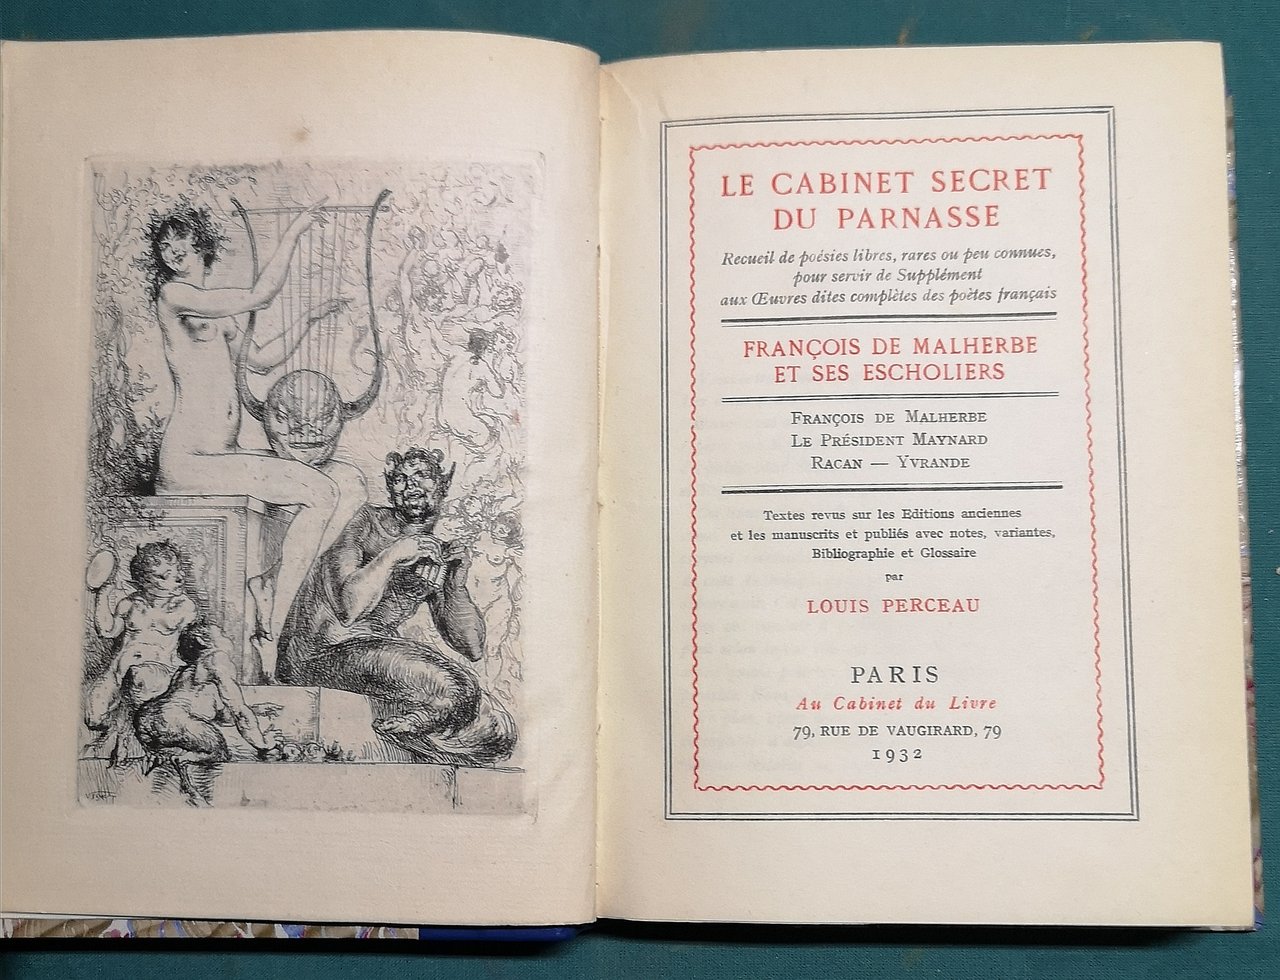 LE CABINET SECRET
DU PARNASSE
Recueil de poésies libres, rares ou peu connues,
pour servir de Supplément
aux Œuvres dites complètes des poètes français
FRANÇOIS DE MALHERBE
ET SES ESCHOLIERS
FRANÇOIS DE MALHERBE
LE PRÉSIDENT MAYNARD
RACAN — YVRANDE
Textes revus sur les Editions anciennes
et les manuscrits et publiés avec notes, variantes,
Bibliographie et Glossaire
par
LOUIS PERCEAU
PARIS
Au Cabinet du Livre
79, RUE DE VAUGIRARD, 79
1932